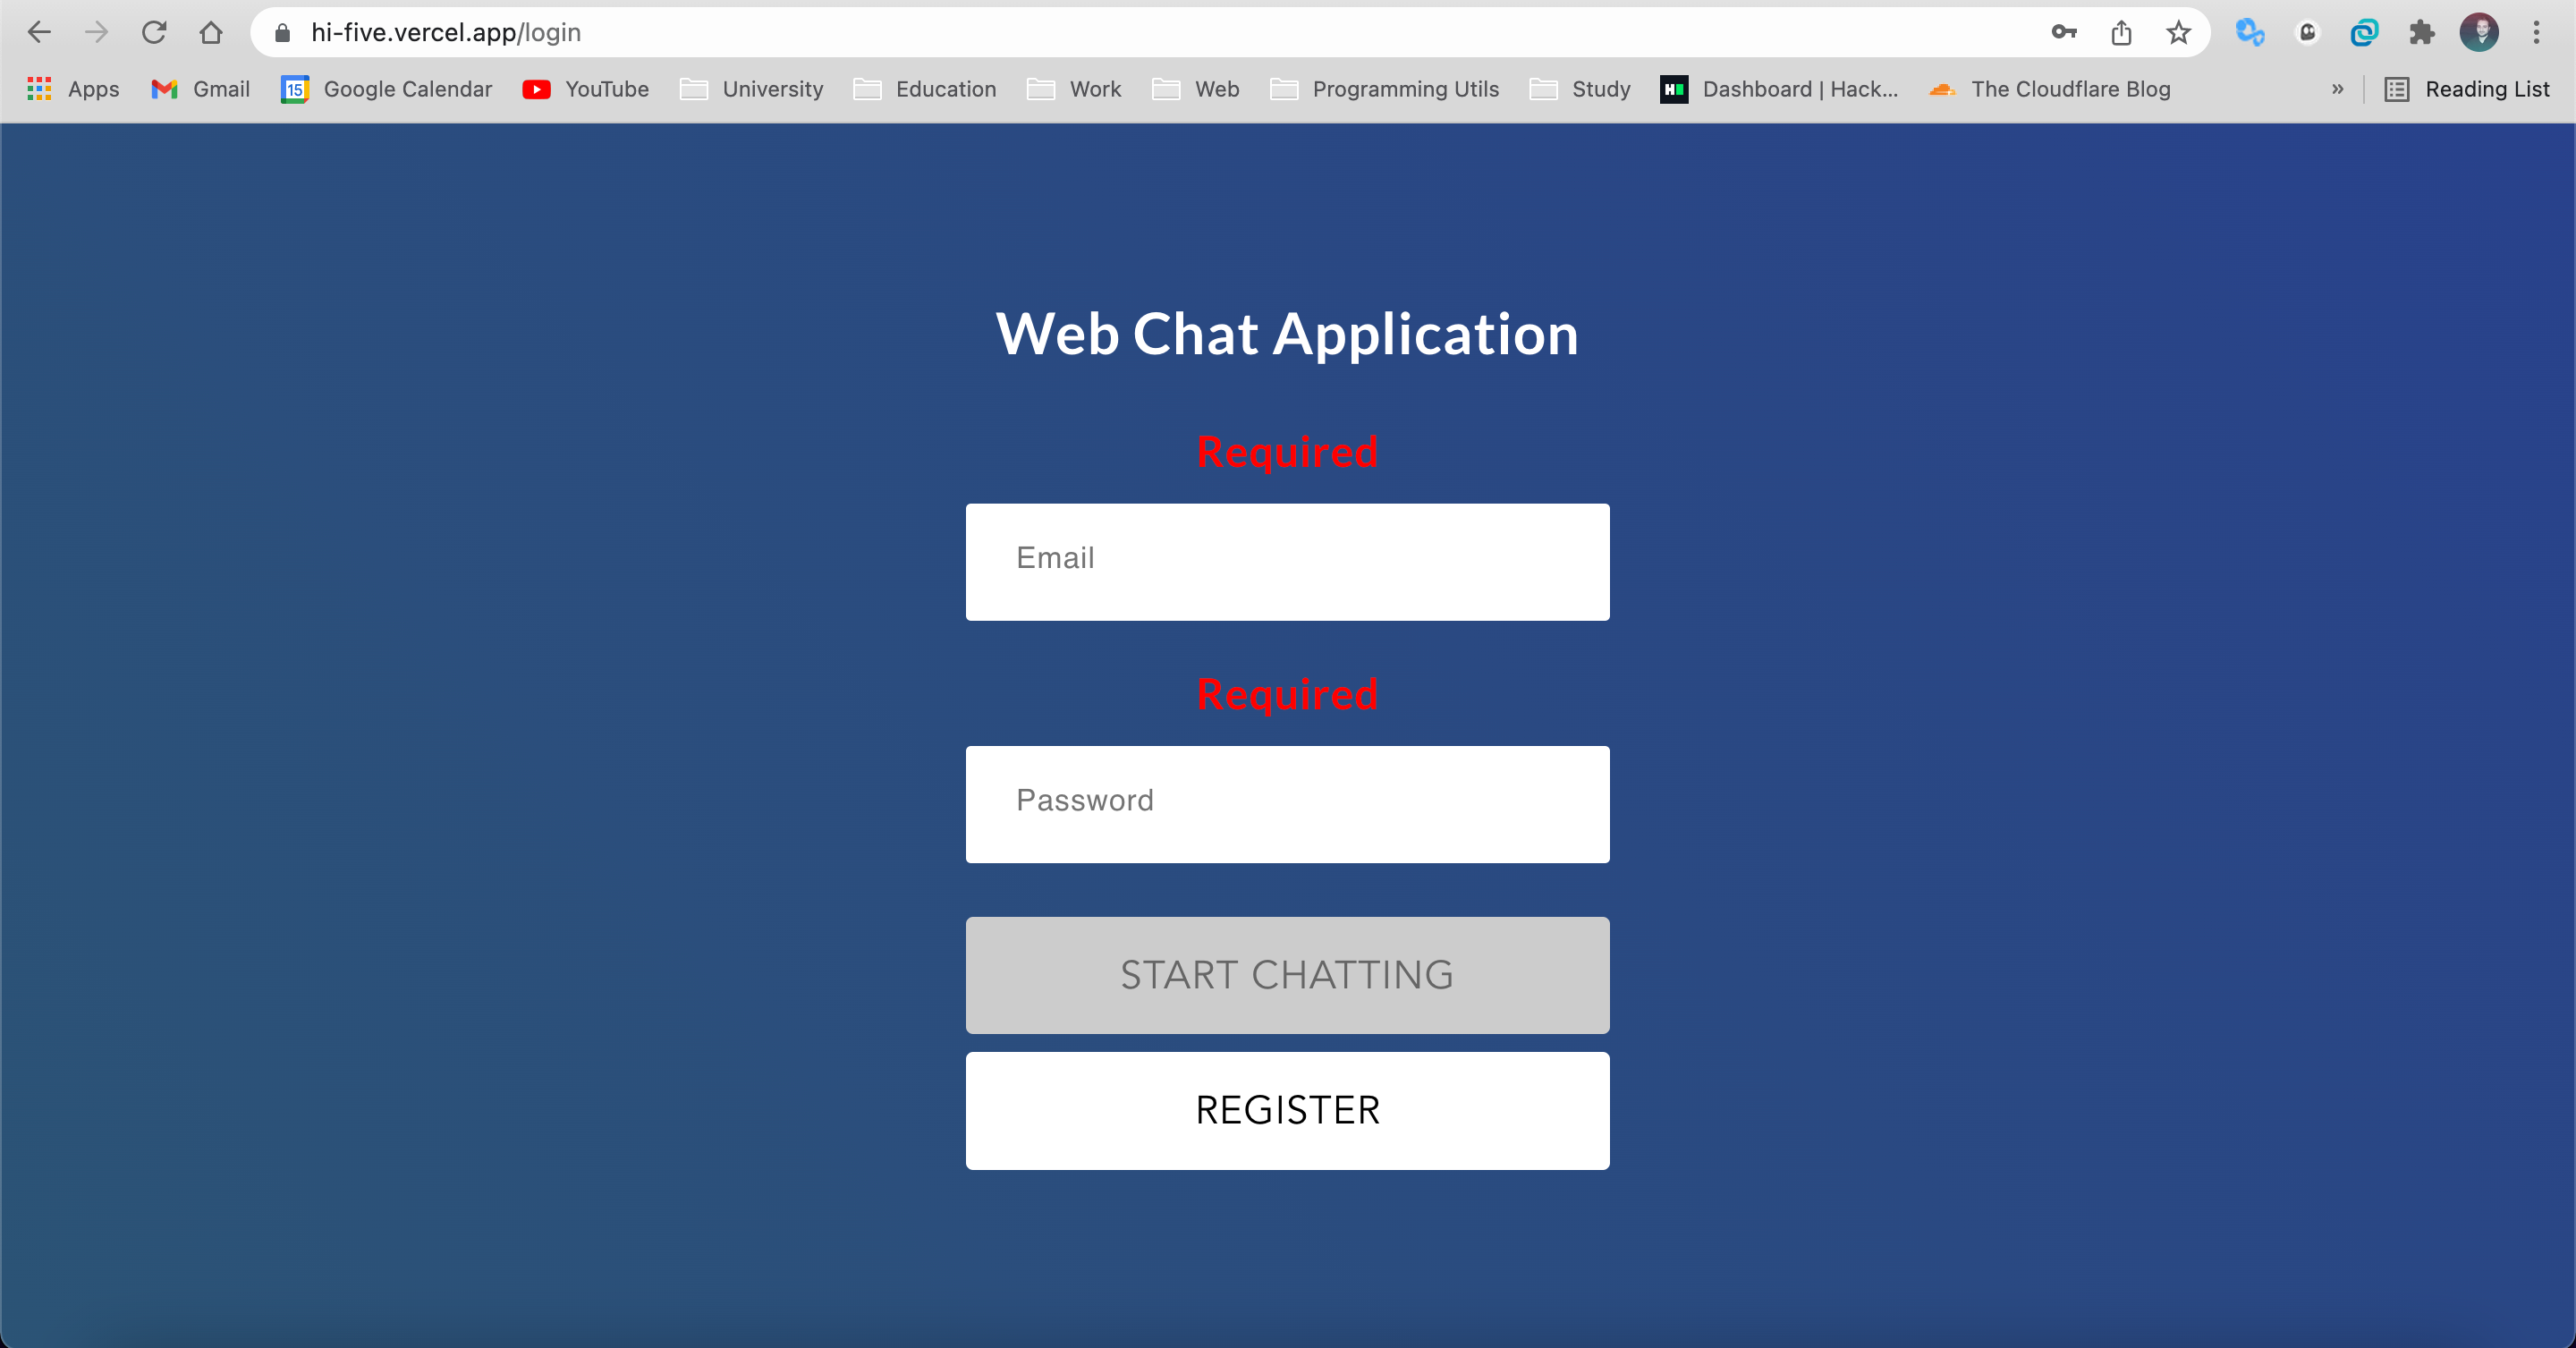 hi-five.vercel.app/login
Apps Gmail 15 Google Calendar YouTube University Education Work Web Programming Utils Study H Dashboard | Hack... The Cloudflare Blog » Reading List
Web Chat Application
Required
Email
Required
Password
START CHATTING
REGISTER